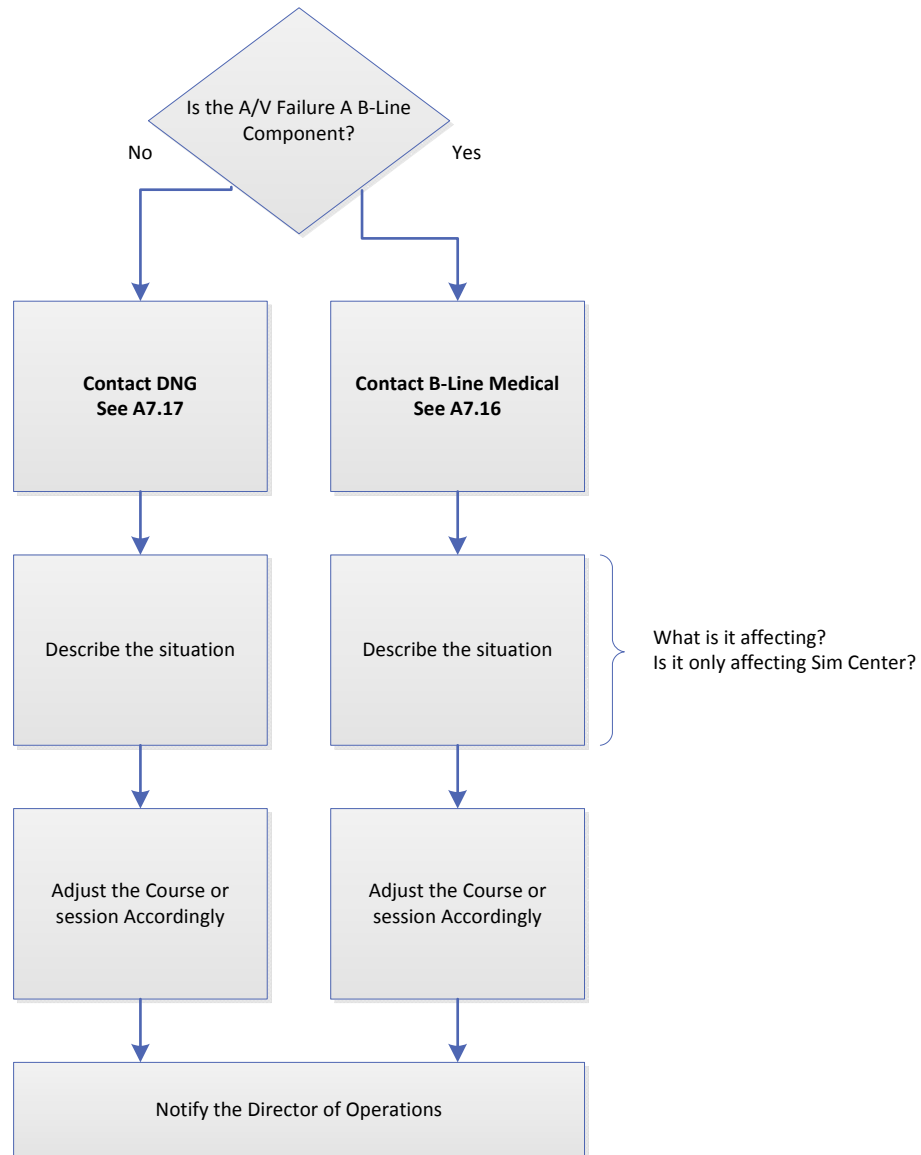 Is the A/V Failure A B-Line
Component?
No
Yes
Contact DNG
See A7.17
Contact B-Line Medical
See A7.16
Describe the situation
Describe the situation
What is it affecting?
Is it only affecting Sim Center?
Adjust the Course or
session Accordingly
Adjust the Course or
session Accordingly
Notify the Director of Operations